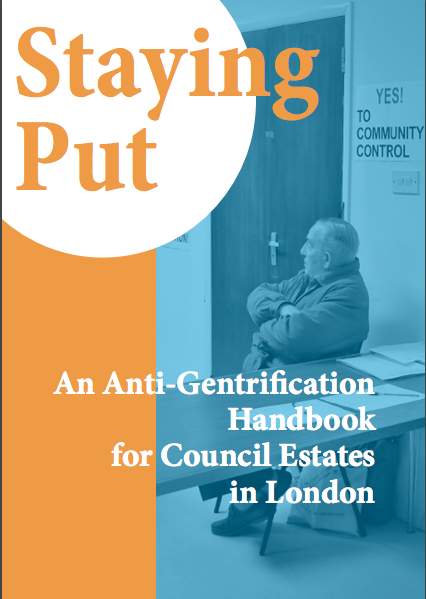 Staying
Put
YES!
TO
COMMUNITY
CONTROL
An Anti-Gentrification
Handbook
for Council Estates
in London